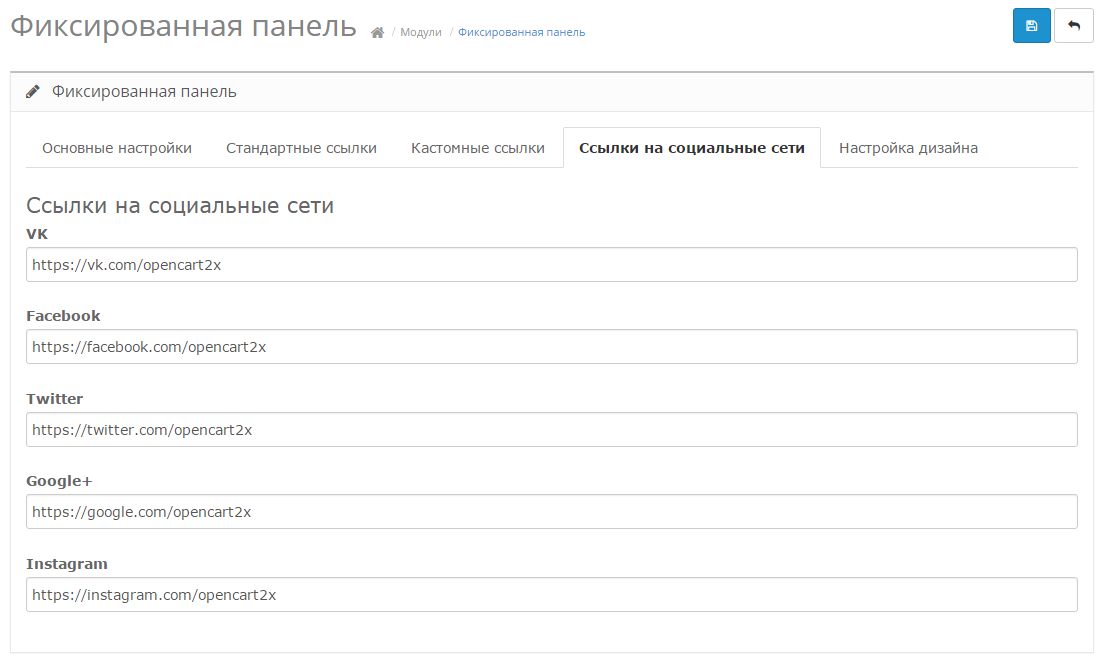 Фиксированная панель / Модули / Фиксированная панель
Фиксированная панель
Основные настройки Стандартные ссылки Кастомные ссылки Ссылки на социальные сети Настройка дизайна
Ссылки на социальные сети
VK
https://vk.com/opencart2x
Facebook
https://facebook.com/opencart2x
Twitter
https://twitter.com/opencart2x
Google+
https://google.com/opencart2x
Instagram
https://instagram.com/opencart2x